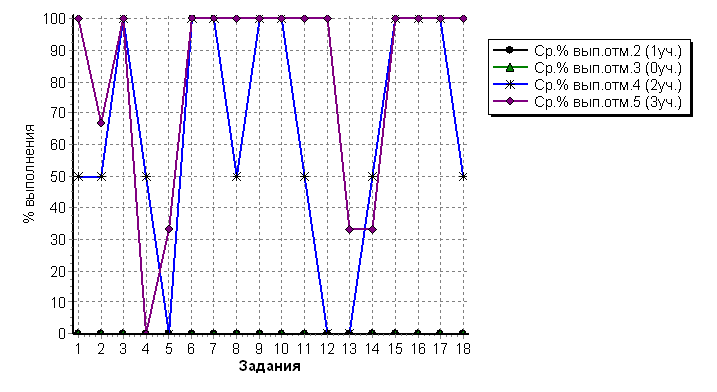 100
90
80
70
60
50
40
30
20
10
0
% выполнения
1 2 3 4 5 6 7 8 9 10 11 12 13 14 15 16 17 18
Задания
Ср.% вып.отм.2 (1уч.)
Ср.% вып.отм.3 (0уч.)
Ср.% вып.отм.4 (2уч.)
Ср.% вып.отм.5 (3уч.)